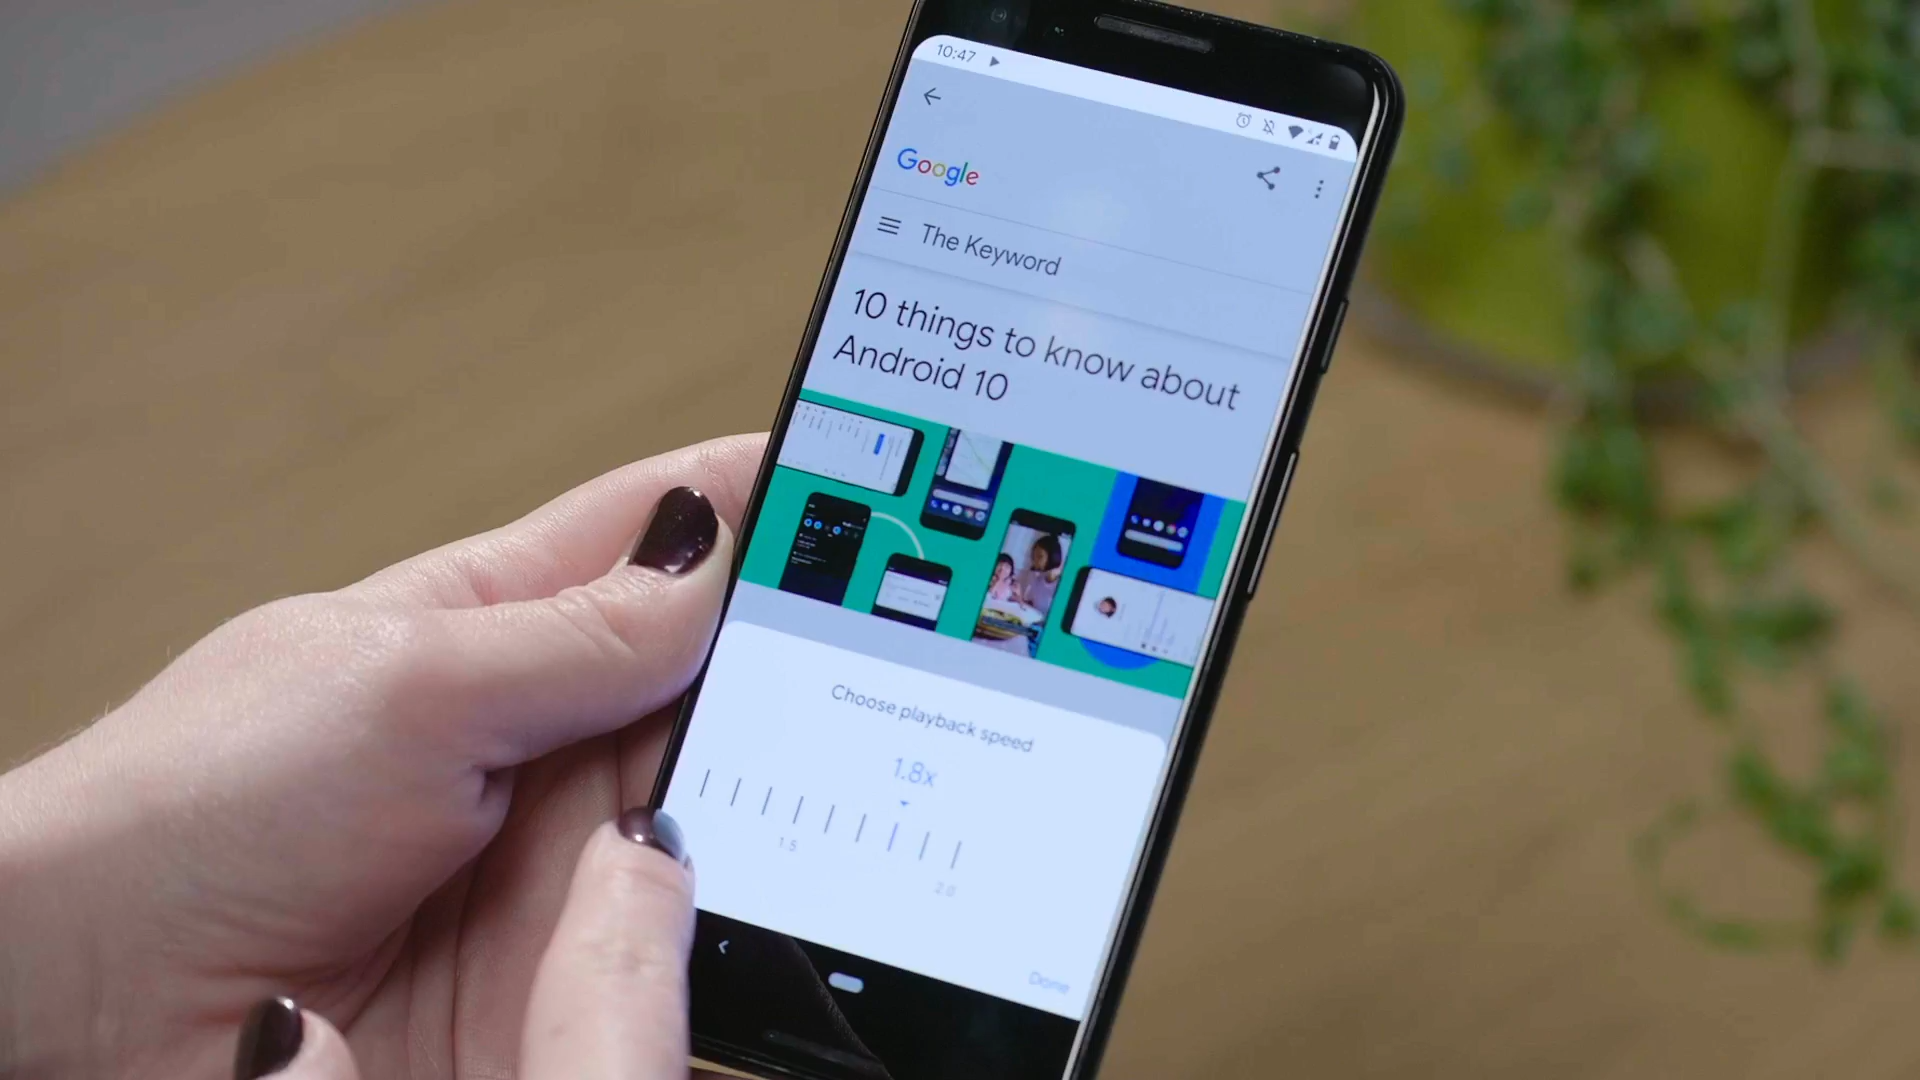 10:47
Google
The Keyword
10 things to know about
Android 10
Choose playback speed
1.8x
1.5
2.0
Done